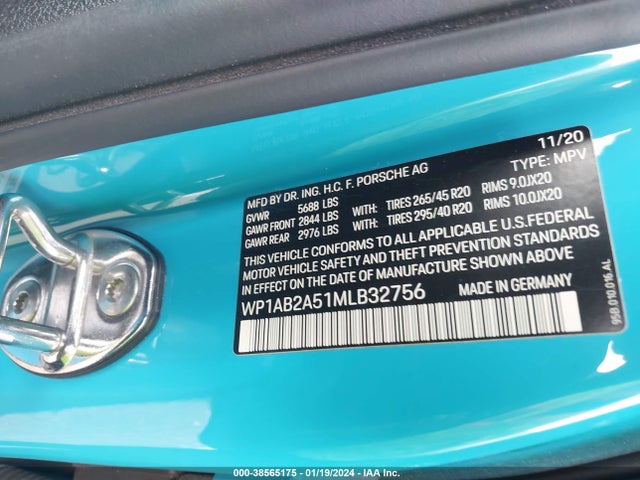 11/20
MFD BY DR. ING. H.C. F. PORSCHE AG TYPE: MPV
GVWR 5688 LBS
GAWR FRONT 2844 LBS WITH: TIRES 265/45 R20 RIMS 9.0JX20
GAWR REAR 2976 LBS WITH: TIRES 295/40 R20 RIMS 10.0JX20
THIS VEHICLE CONFORMS TO ALL APPLICABLE U.S.FEDERAL
MOTOR VEHICLE SAFETY AND THEFT PREVENTION STANDARDS
IN EFFECT ON THE DATE OF MANUFACTURE SHOWN ABOVE
WP1AB2A51MLB32756 MADE IN GERMANY
95B.010.016.AL
000-38565175 - 01/19/2024 - IAA Inc.